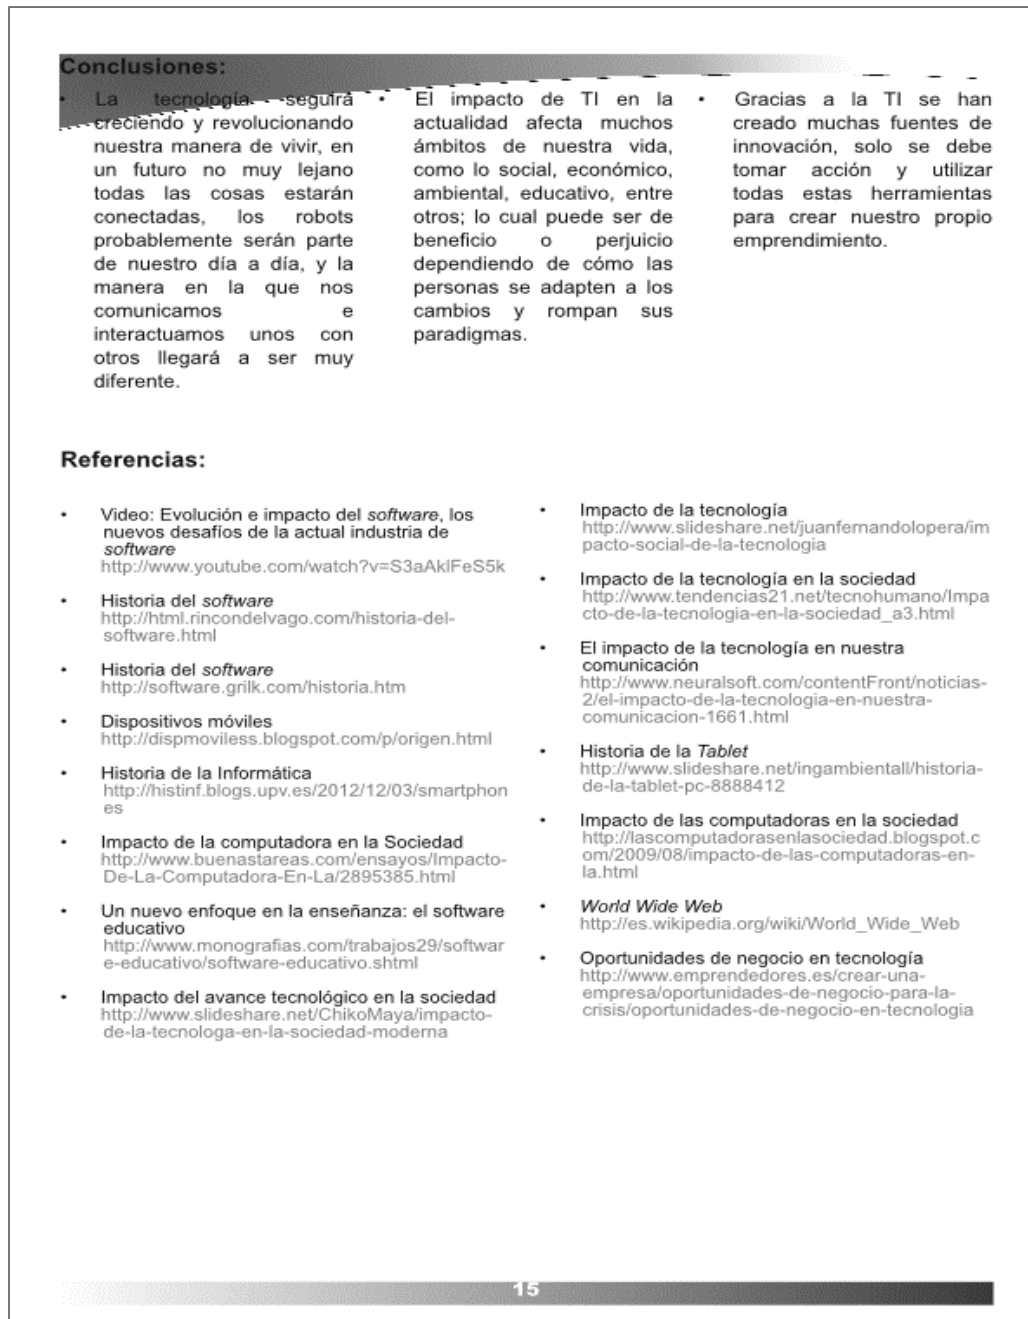 Conclusiones:
• La tecnología seguirá
creciendo y revolucionando
nuestra manera de vivir, en
un futuro no muy lejano
todas las cosas estarán
conectadas, los robots
probablemente serán parte
de nuestro día a día, y la
manera en la que nos
comunicamos e
interactuamos unos con
otros llegará a ser muy
diferente.
• El impacto de TI en la
actualidad afecta muchos
ámbitos de nuestra vida,
como lo social, económico,
ambiental, educativo, entre
otros; lo cual puede ser de
beneficio o perjuicio
dependiendo de cómo las
personas se adapten a los
cambios y rompan sus
paradigmas.
• Gracias a la TI se han
creado muchas fuentes de
innovación, solo se debe
tomar acción y utilizar
todas estas herramientas
para crear nuestro propio
emprendimiento.
Referencias:
• Video: Evolución e impacto del software, los
nuevos desafíos de la actual industria de
software
http://www.youtube.com/watch?v=S3aAklFeS5k
• Historia del software
http://html.rincondelvago.com/historia-del-
software.html
• Historia del software
http://software.grilk.com/historia.htm
• Dispositivos móviles
http://dispmoviless.blogspot.com/p/origen.html
• Historia de la Informática
http://histinf.blogs.upv.es/2012/12/03/smartphon
es
• Impacto de la computadora en la Sociedad
http://www.buenastareas.com/ensayos/Impacto-
De-La-Computadora-En-La/2895385.html
• Un nuevo enfoque en la enseñanza: el software
educativo
http://www.monografias.com/trabajos29/softwar
e-educativo/software-educativo.shtml
• Impacto del avance tecnológico en la sociedad
http://www.slideshare.net/ChikoMaya/impacto-
de-la-tecnologa-en-la-sociedad-moderna
• Impacto de la tecnología
http://www.slideshare.net/juanfernandolopera/im
pacto-social-de-la-tecnologia
• Impacto de la tecnología en la sociedad
http://www.tendencias21.net/tecnohumano/Impa
cto-de-la-tecnologia-en-la-sociedad_a3.html
• El impacto de la tecnología en nuestra
comunicación
http://www.neuralsoft.com/contentFront/noticias-
2/el-impacto-de-la-tecnologia-en-nuestra-
comunicacion-1661.html
• Historia de la Tablet
http://www.slideshare.net/ingambientall/historia-
de-la-tablet-pc-8888412
• Impacto de las computadoras en la sociedad
http://lascomputadorasenlasociedad.blogspot.c
om/2009/08/impacto-de-las-computadoras-en-
la.html
• World Wide Web
http://es.wikipedia.org/wiki/World_Wide_Web
• Oportunidades de negocio en tecnología
http://www.emprendedores.es/crear-una-
empresa/oportunidades-de-negocio-para-la-
crisis/oportunidades-de-negocio-en-tecnologia
15